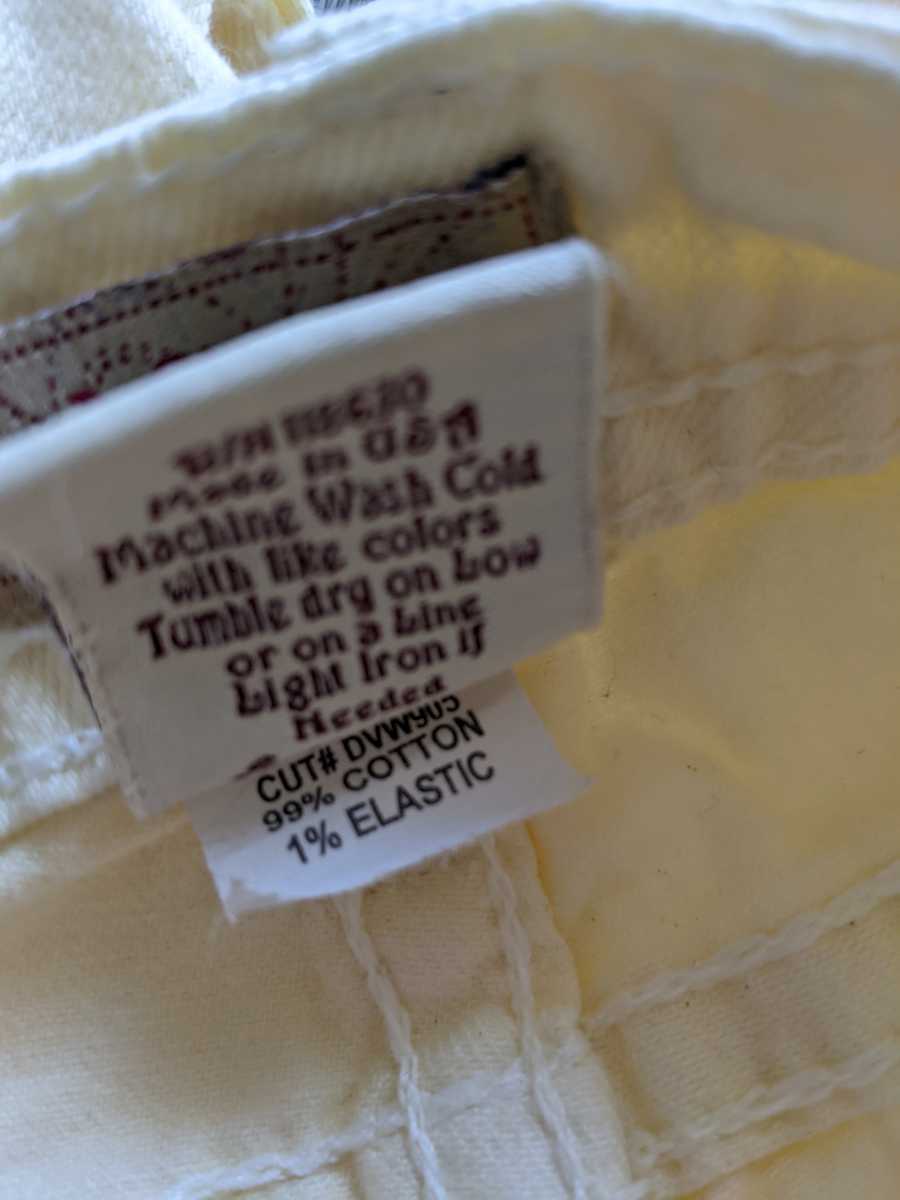 Made in USA
Machine Wash Cold
with like colors
Tumble dry on Low
or on a Line
Light Iron if
Needed
CUT# DVW905
99% COTTON
1% ELASTIC